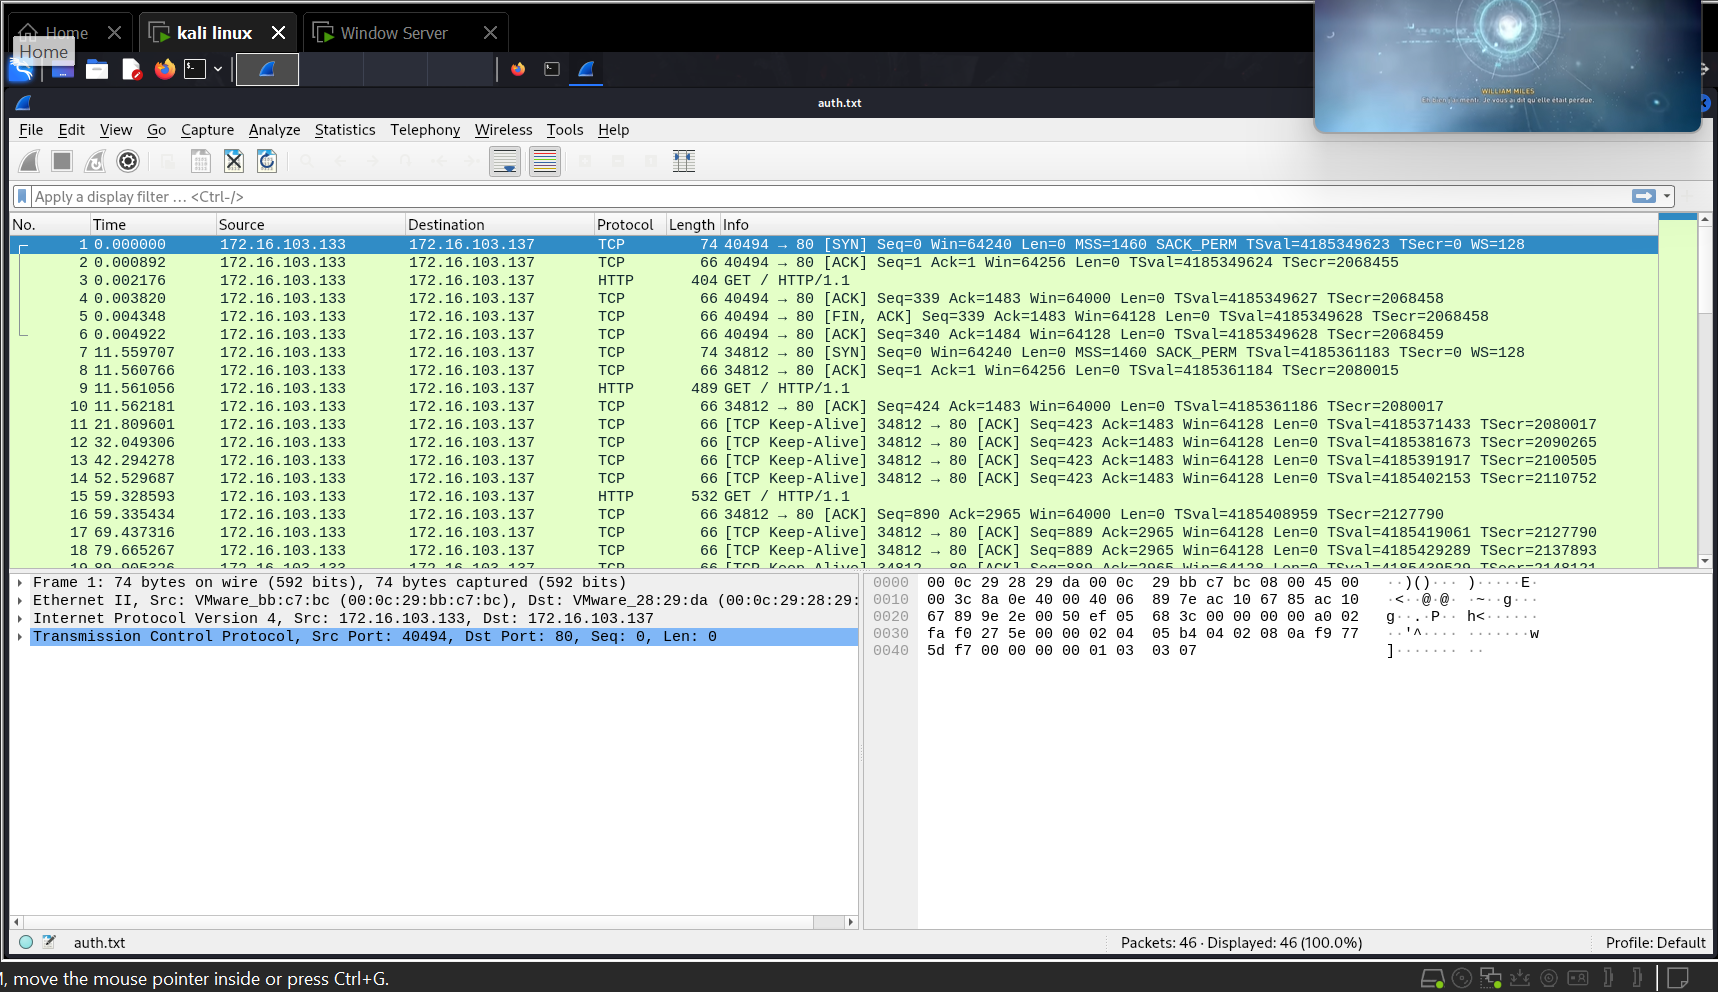 Home
kali linux
Window Server
Home
WILLIAM MILES
Je vous ai dit qu'elle était perdue.
auth.txt
File Edit View Go Capture Analyze Statistics Telephony Wireless Tools Help
Apply a display filter … <Ctrl-/>
No. Time Source Destination Protocol Length Info
1 0.000000 172.16.103.133 172.16.103.137 TCP 74 40494 → 80 [SYN] Seq=0 Win=64240 Len=0 MSS=1460 SACK_PERM TSval=4185349623 TSecr=0 WS=128
2 0.000892 172.16.103.133 172.16.103.137 TCP 66 40494 → 80 [ACK] Seq=1 Ack=1 Win=64256 Len=0 TSval=4185349624 TSecr=2068455
3 0.002176 172.16.103.133 172.16.103.137 HTTP 404 GET / HTTP/1.1
4 0.003820 172.16.103.133 172.16.103.137 TCP 66 40494 → 80 [ACK] Seq=339 Ack=1483 Win=64000 Len=0 TSval=4185349627 TSecr=2068458
5 0.004348 172.16.103.133 172.16.103.137 TCP 66 40494 → 80 [FIN, ACK] Seq=339 Ack=1483 Win=64128 Len=0 TSval=4185349628 TSecr=2068458
6 0.004922 172.16.103.133 172.16.103.137 TCP 66 40494 → 80 [ACK] Seq=340 Ack=1484 Win=64128 Len=0 TSval=4185349628 TSecr=2068459
7 11.559707 172.16.103.133 172.16.103.137 TCP 74 34812 → 80 [SYN] Seq=0 Win=64240 Len=0 MSS=1460 SACK_PERM TSval=4185361183 TSecr=0 WS=128
8 11.560766 172.16.103.133 172.16.103.137 TCP 66 34812 → 80 [ACK] Seq=1 Ack=1 Win=64256 Len=0 TSval=4185361184 TSecr=2080015
9 11.561056 172.16.103.133 172.16.103.137 HTTP 489 GET / HTTP/1.1
10 11.562181 172.16.103.133 172.16.103.137 TCP 66 34812 → 80 [ACK] Seq=424 Ack=1483 Win=64000 Len=0 TSval=4185361186 TSecr=2080017
11 21.809601 172.16.103.133 172.16.103.137 TCP 66 [TCP Keep-Alive] 34812 → 80 [ACK] Seq=423 Ack=1483 Win=64128 Len=0 TSval=4185371433 TSecr=2080017
12 32.049306 172.16.103.133 172.16.103.137 TCP 66 [TCP Keep-Alive] 34812 → 80 [ACK] Seq=423 Ack=1483 Win=64128 Len=0 TSval=4185381673 TSecr=2090265
13 42.294278 172.16.103.133 172.16.103.137 TCP 66 [TCP Keep-Alive] 34812 → 80 [ACK] Seq=423 Ack=1483 Win=64128 Len=0 TSval=4185391917 TSecr=2100505
14 52.529687 172.16.103.133 172.16.103.137 TCP 66 [TCP Keep-Alive] 34812 → 80 [ACK] Seq=423 Ack=1483 Win=64128 Len=0 TSval=4185402153 TSecr=2110752
15 59.328593 172.16.103.133 172.16.103.137 HTTP 532 GET / HTTP/1.1
16 59.335434 172.16.103.133 172.16.103.137 TCP 66 34812 → 80 [ACK] Seq=890 Ack=2965 Win=64000 Len=0 TSval=4185408959 TSecr=2127790
17 69.437316 172.16.103.133 172.16.103.137 TCP 66 [TCP Keep-Alive] 34812 → 80 [ACK] Seq=889 Ack=2965 Win=64128 Len=0 TSval=4185419061 TSecr=2127790
18 79.665267 172.16.103.133 172.16.103.137 TCP 66 [TCP Keep-Alive] 34812 → 80 [ACK] Seq=889 Ack=2965 Win=64128 Len=0 TSval=4185429289 TSecr=2137893
Frame 1: 74 bytes on wire (592 bits), 74 bytes captured (592 bits)
Ethernet II, Src: VMware_bb:c7:bc (00:0c:29:bb:c7:bc), Dst: VMware_28:29:da (00:0c:29:28:29:
Internet Protocol Version 4, Src: 172.16.103.133, Dst: 172.16.103.137
Transmission Control Protocol, Src Port: 40494, Dst Port: 80, Seq: 0, Len: 0
0000 00 0c 29 28 29 da 00 0c 29 bb c7 bc 08 00 45 00 ··)()··· )·····E·
0010 00 3c 8a 0e 40 00 40 06 89 7e ac 10 67 85 ac 10 ·<··@·@· ·~··g···
0020 67 89 9e 2e 00 50 ef 05 68 3c 00 00 00 00 a0 02 g··.·P·· h<······
0030 fa f0 27 5e 00 00 02 04 05 b4 04 02 08 0a f9 77 ··'^···· ·······w
0040 5d f7 00 00 00 00 01 03 03 07 ]······· ··
auth.txt
Packets: 46 · Displayed: 46 (100.0%)
Profile: Default
, move the mouse pointer inside or press Ctrl+G.